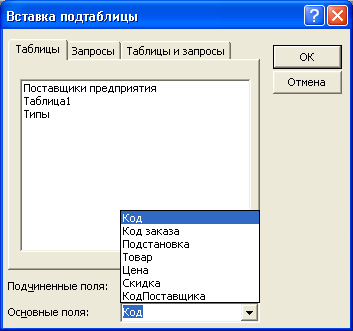 Вставка подтаблицы
Таблицы Запросы Таблицы и запросы
OK
Отмена
Поставщики предприятия
Таблица1
Типы
Код
Код заказа
Подстановка
Товар
Цена
Скидка
КодПоставщика
Подчиненные поля:
Основные поля: Код